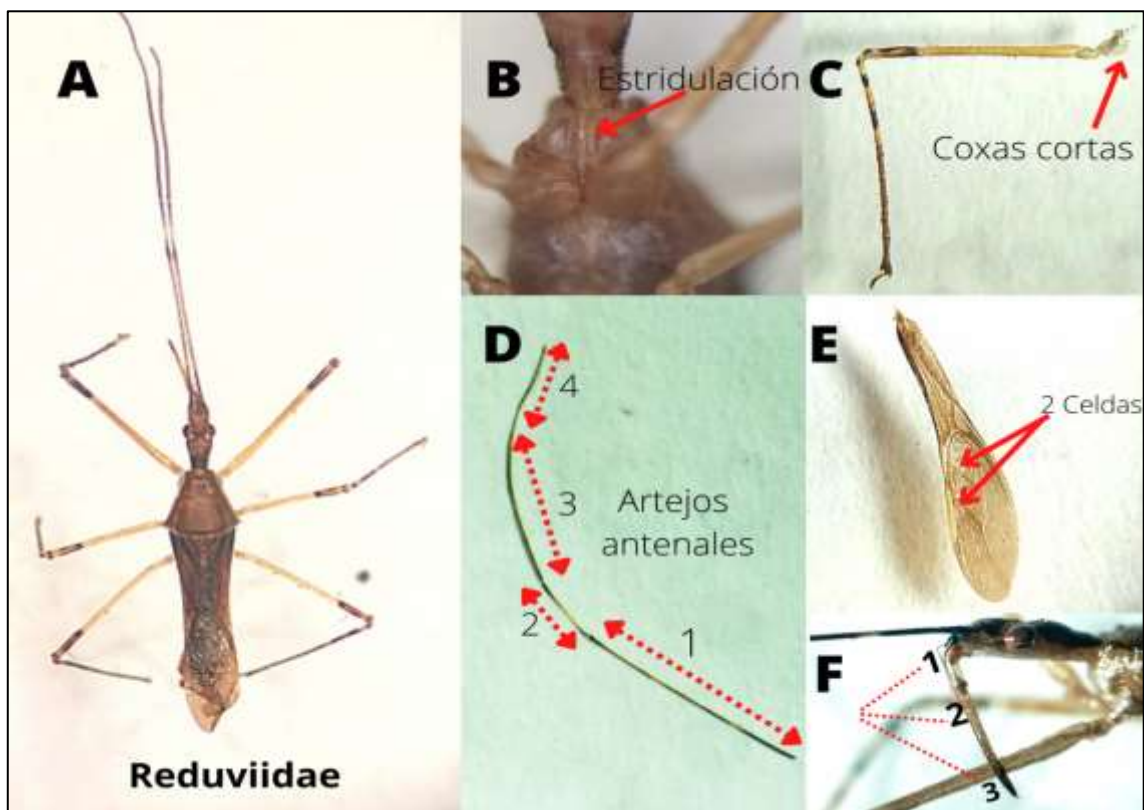 A
Reduviidae
B
Estridulación
C
Coxas cortas
D
4
3
Artejos
antenales
2
1
E
2 Celdas
F
1
2
3